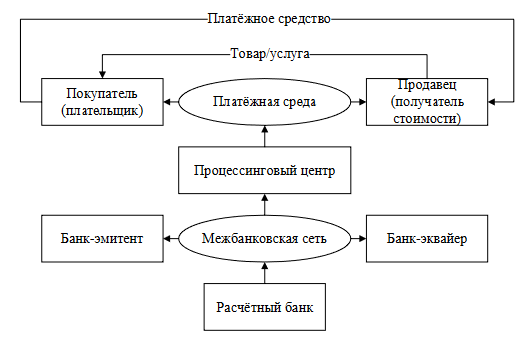 Платёжное средство
Товар/услуга
Покупатель
(плательщик)
Платёжная среда
Продавец
(получатель
стоимости)
Процессинговый центр
Банк-эмитент
Межбанковская сеть
Банк-эквайер
Расчётный банк